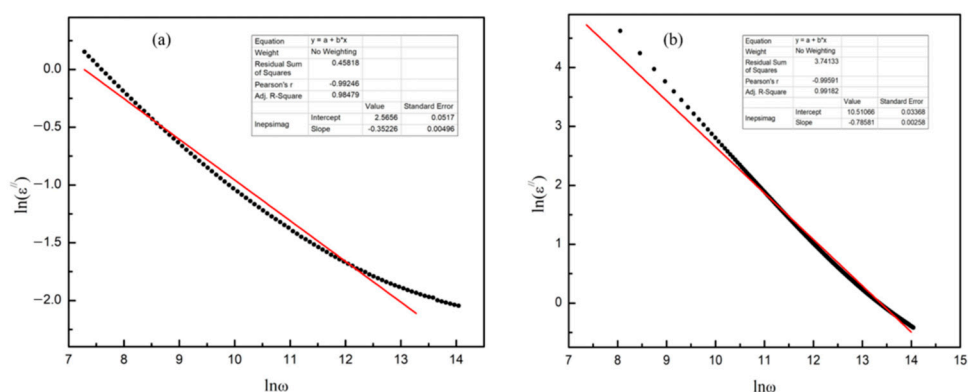 (a)
Equation y = a + b*x
Weight No Weighting
Residual Sum of Squares 0.45818
Pearson's r -0.99246
Adj. R-Square 0.98479
Value Standard Error
lnepsimag Intercept 2.5656 0.0517
Slope -0.35226 0.00496
ln(ε//)
0.0
−0.5
−1.0
−1.5
−2.0
7 8 9 10 11 12 13 14
lnω
(b)
Equation y = a + b*x
Weight No Weighting
Residual Sum of Squares 3.74133
Pearson's r -0.99591
Adj. R-Square 0.99182
Value Standard Error
lnepsimag Intercept 10.51066 0.03368
Slope -0.78581 0.00258
ln(ε//)
5
4
3
2
1
0
7 8 9 10 11 12 13 14 15
lnω